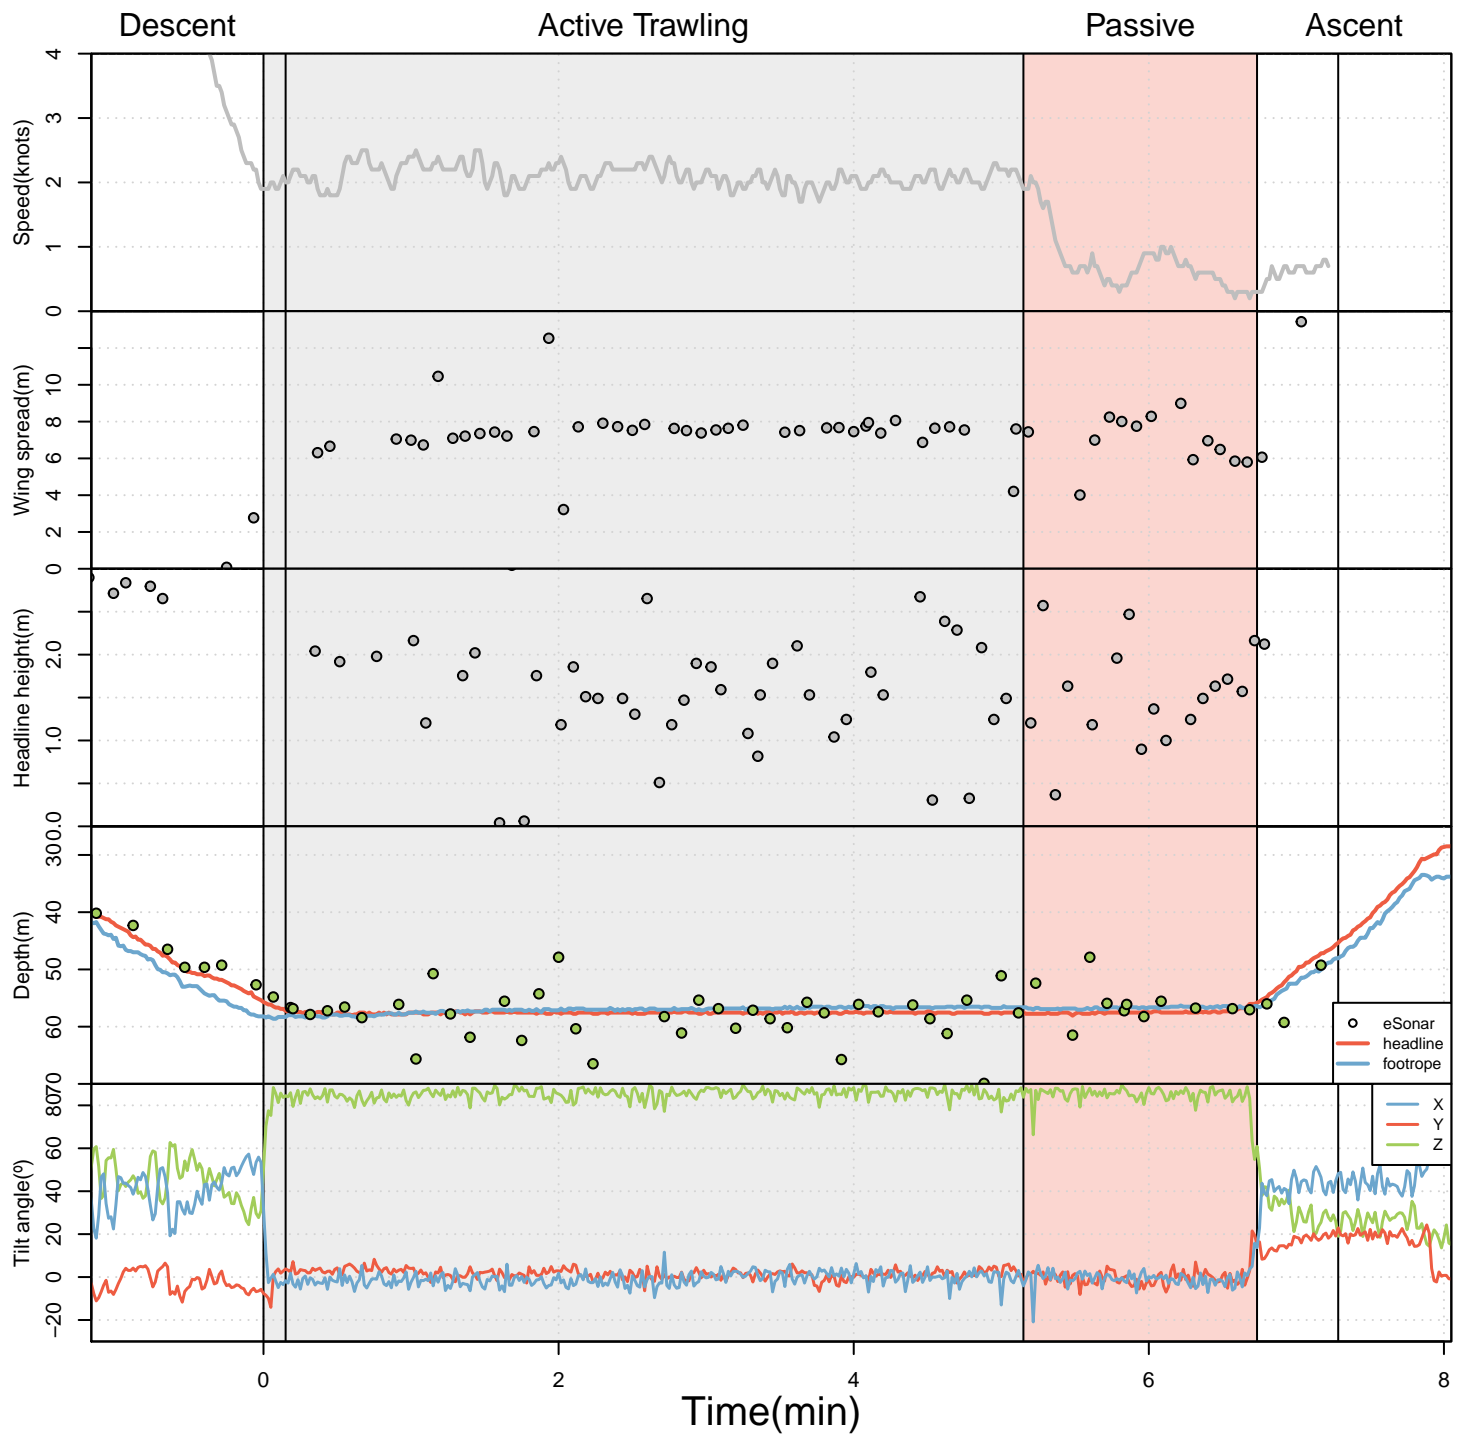 Descent Active Trawling Passive Ascent
Speed(knots)
4
3
2
1
0
Wing spread(m)
10
8
6
4
2
0
Headline height(m)
2.0
1.0
0.0
Depth(m)
30
40
50
60
70
eSonar
headline
footrope
Tilt angle(º)
80
60
40
20
0
−20
X
Y
Z
0 2 4 6 8
Time(min)